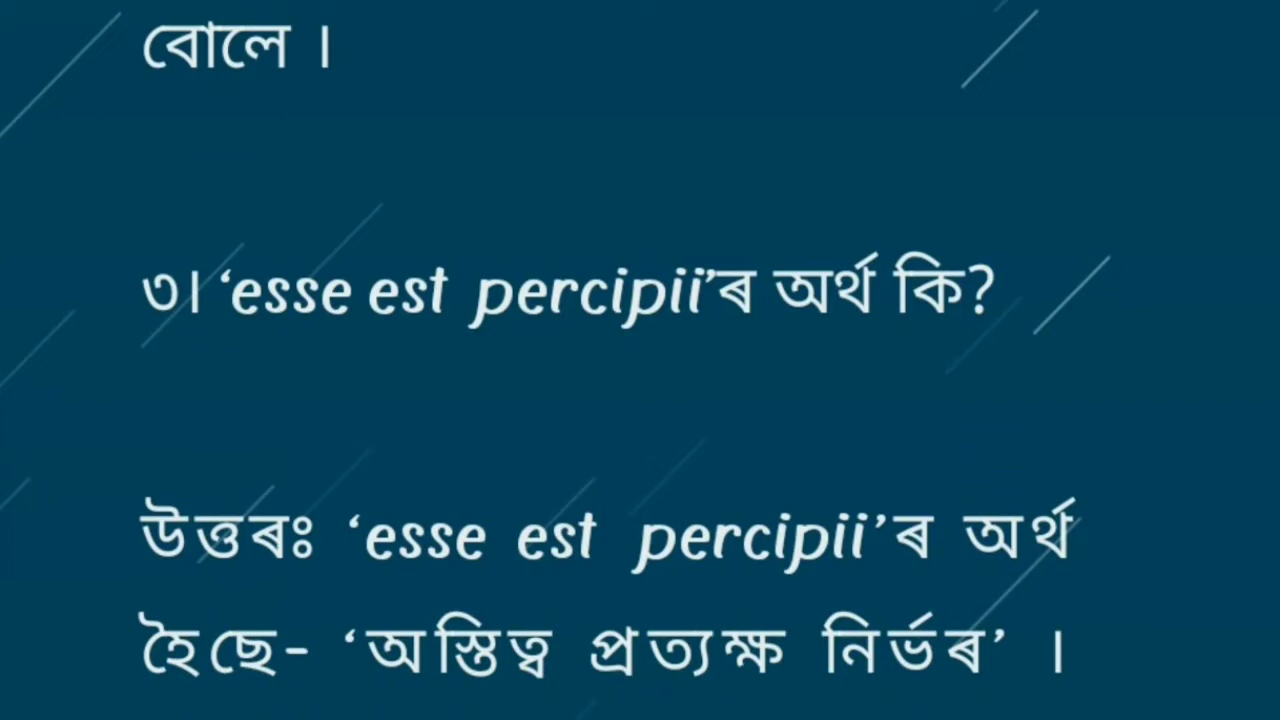 বোলে ।
৩। ‘esse est percipii’ৰ অৰ্থ কি?
উত্তৰঃ ‘esse est percipii’ৰ অৰ্থ
হৈছে- ‘অস্তিত্ব প্ৰত্যক্ষ নিৰ্ভৰ’ ।